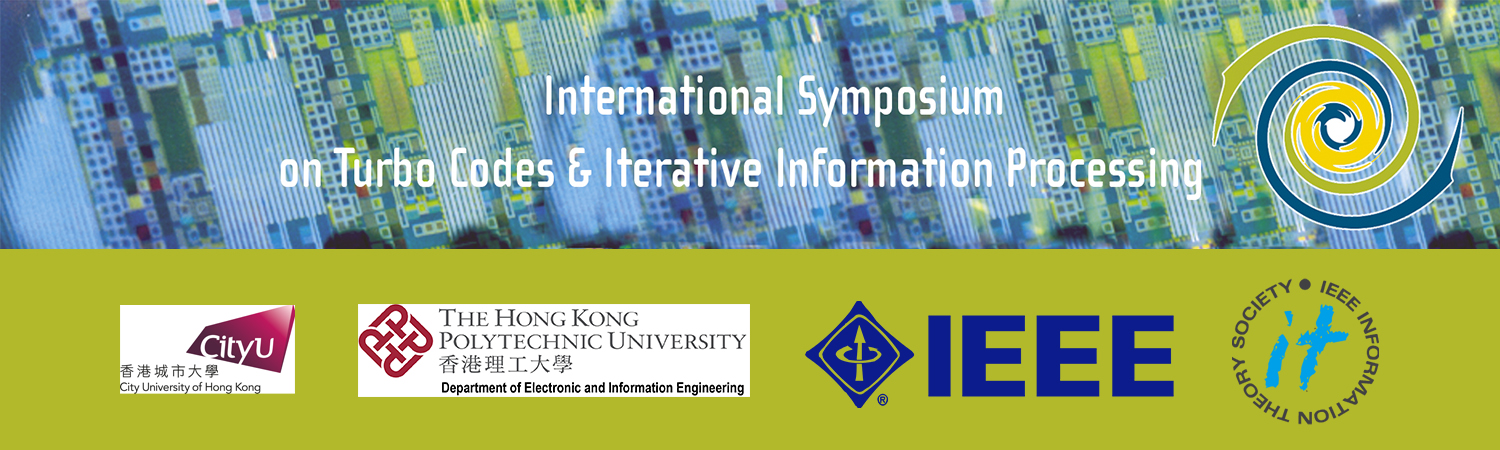 International Symposium
on Turbo Codes & Iterative Information Processing
CityU
香港城市大學
City University of Hong Kong
THE HONG KONG
POLYTECHNIC UNIVERSITY
香港理工大學
Department of Electronic and Information Engineering
IEEE
®
IEEE INFORMATION THEORY SOCIETY
it